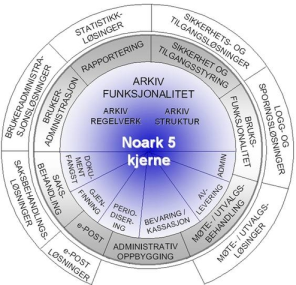 STATISTIKK-
LØSNINGER
SIKKERHETS- OG
TILGANGSLØSNINGER
LOGG- OG
SPORINGSLØSNINGER
MØTE- / UTVALGS-
LØSINGER
e-POST
LØSNINGER
SAKSBEHANDLINGS-
LØSNINGER
BRUKERADMINISTRA-
SJONSLØSNINGER
RAPPORTERING
SIKKERHET OG
TILGANGSSTYRING
BRUKS-
FUNKSJONALITET
MØTE- / UTVALGS-
BEHANDLING
ADMINISTRATIV
OPPBYGGING
e-POST
SAKS-
BEHANDLING
BRUKER-
ADMINISTRASJON
ARKIV
FUNKSJONALITET
ARKIV
REGELVERK
ARKIV
STRUKTUR
Noark 5
kjerne
DOKU-
MENT
FANGST
GJEN-
FINNING
PERIO-
DISER-
ING
BEVARING /
KASSASJON
AV-
LEVERING
ADMIN